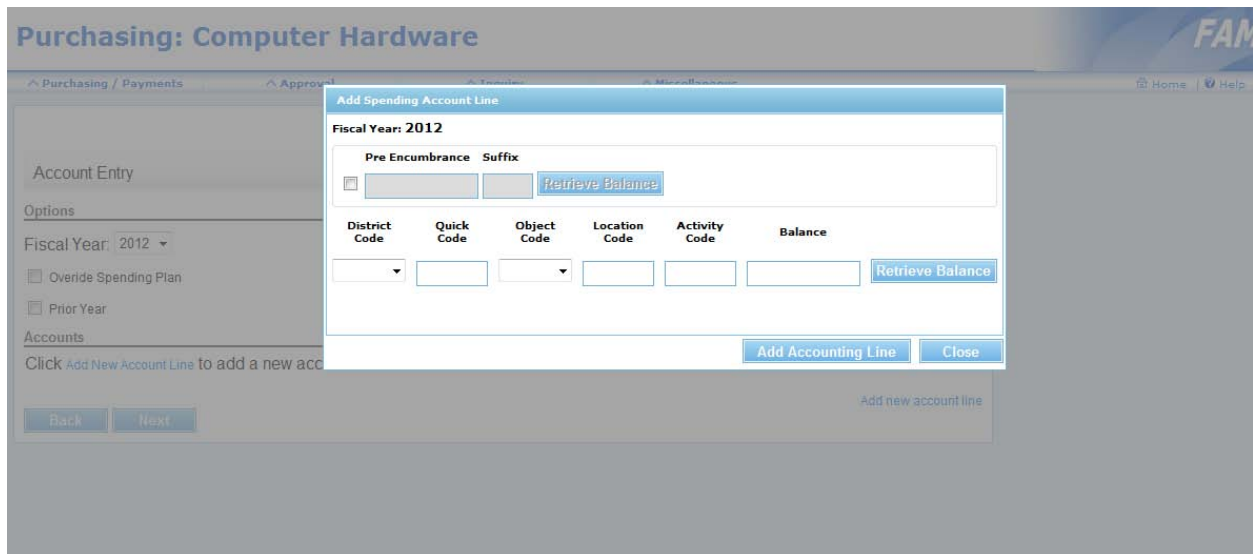 Purchasing: Computer Hardware
FAM
Purchasing / Payments
Approval
Inquiry
Miscellaneous
Home | Help
Add Spending Account Line
Fiscal Year: 2012
Pre Encumbrance Suffix
Retrieve Balance
District Code
Quick Code
Object Code
Location Code
Activity Code
Balance
Retrieve Balance
Add Accounting Line
Close
Account Entry
Options
Fiscal Year: 2012
Overide Spending Plan
Prior Year
Accounts
Click Add New Account Line to add a new acc
Add new account line
Back
Next